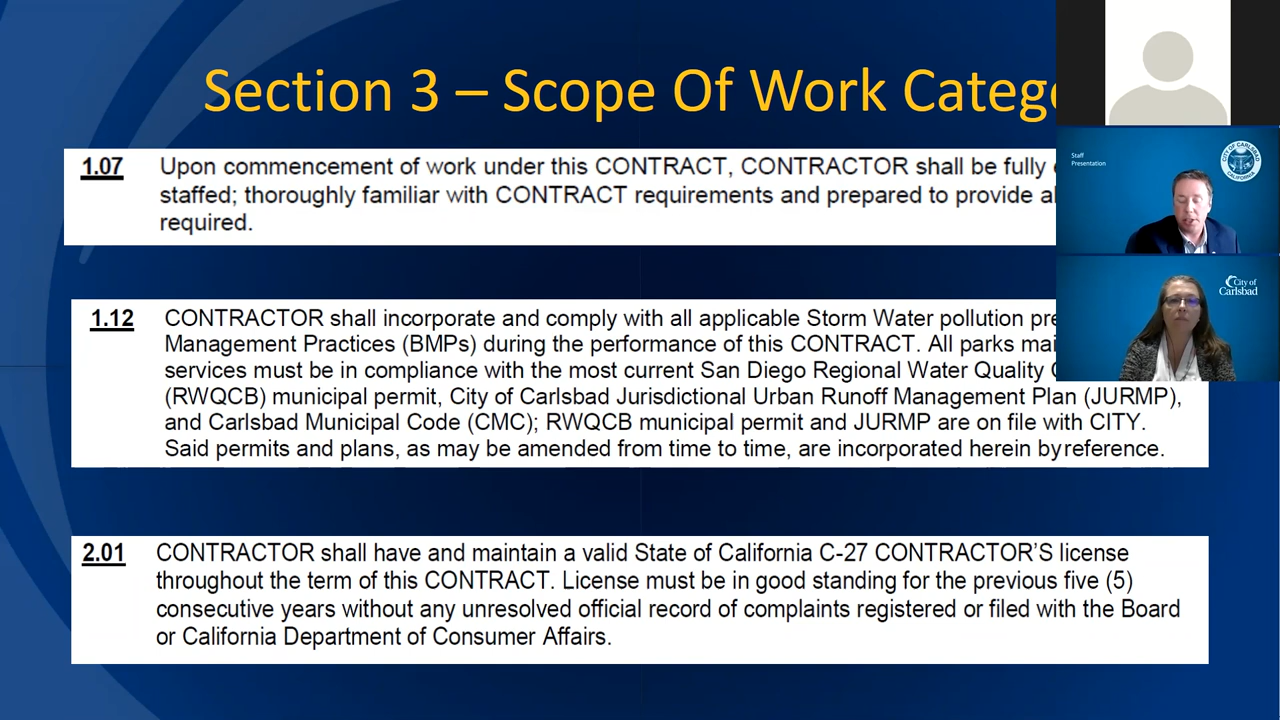 Section 3 – Scope Of Work Catego
1.07 Upon commencement of work under this CONTRACT, CONTRACTOR shall be fully
staffed; thoroughly familiar with CONTRACT requirements and prepared to provide
required.
1.12 CONTRACTOR shall incorporate and comply with all applicable Storm Water pollution
Management Practices (BMPs) during the performance of this CONTRACT. All parks
services must be in compliance with the most current San Diego Regional Water Quality
(RWQCB) municipal permit, City of Carlsbad Jurisdictional Urban Runoff Management Plan (JURMP),
and Carlsbad Municipal Code (CMC); RWQCB municipal permit and JURMP are on file with CITY.
Said permits and plans, as may be amended from time to time, are incorporated herein by reference.
2.01 CONTRACTOR shall have and maintain a valid State of California C-27 CONTRACTOR'S license
throughout the term of this CONTRACT. License must be in good standing for the previous five (5)
consecutive years without any unresolved official record of complaints registered or filed with the Board
or California Department of Consumer Affairs.
Staff
Presentation
CITY OF CARLSBAD
CALIFORNIA
City of
Carlsbad